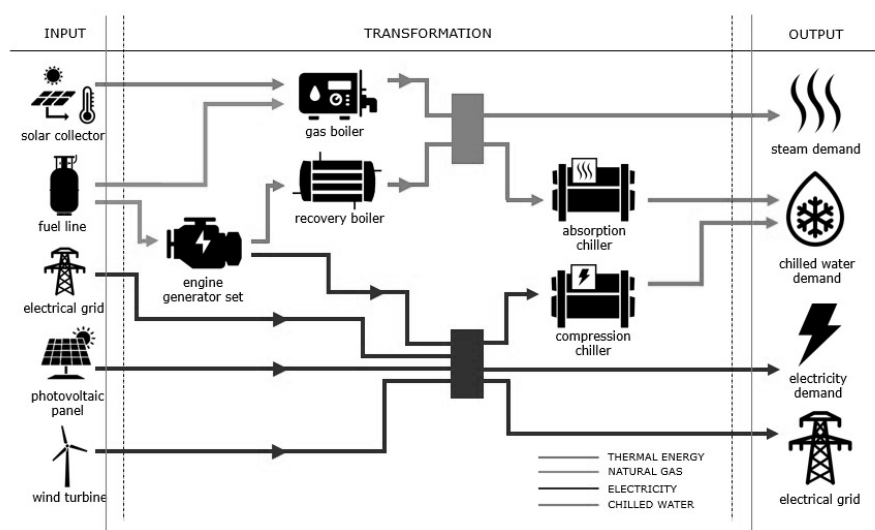 INPUT
TRANSFORMATION
OUTPUT
solar collector
gas boiler
steam demand
fuel line
recovery boiler
absorption
chiller
chilled water
demand
engine
generator set
electrical grid
compression
chiller
photovoltaic
panel
electricity
demand
wind turbine
THERMAL ENERGY
NATURAL GAS
ELECTRICITY
CHILLED WATER
electrical grid